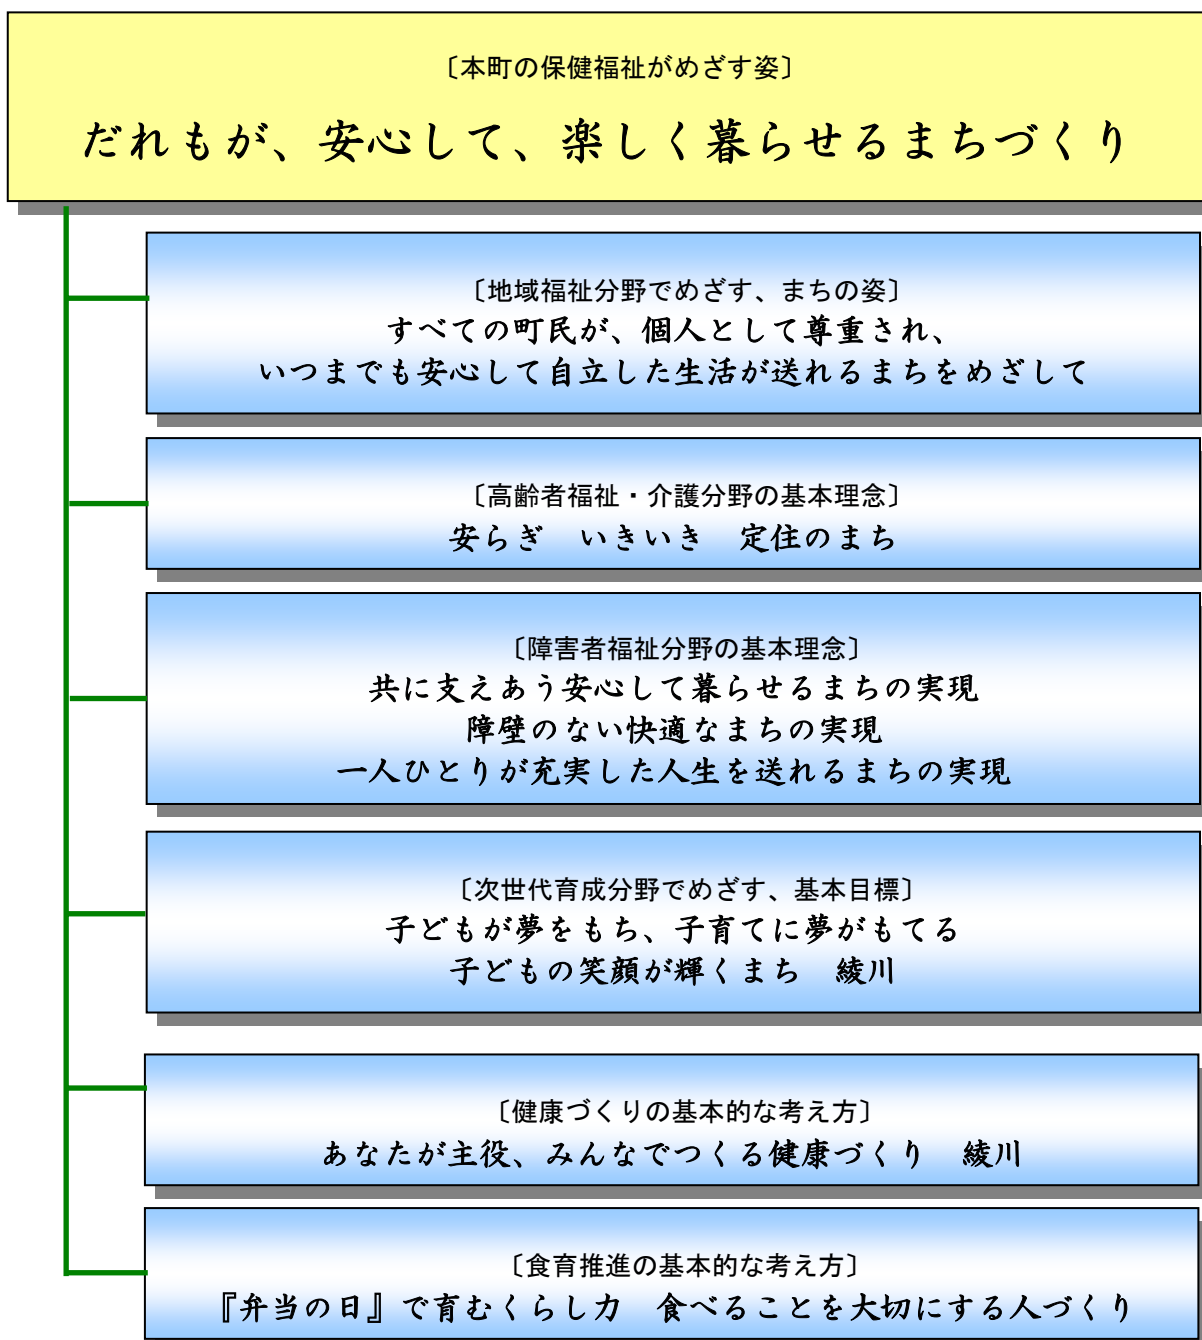 〔本町の保健福祉がめざす姿〕
だれもが、安心して、楽しく暮らせるまちづくり
〔地域福祉分野でめざす、まちの姿〕
すべての町民が、個人として尊重され、
いつまでも安心して自立した生活が送れるまちをめざして
〔高齢者福祉・介護分野の基本理念〕
安らぎ　いきいき　定住のまち
〔障害者福祉分野の基本理念〕
共に支えあう安心して暮らせるまちの実現
障壁のない快適なまちの実現
一人ひとりが充実した人生を送れるまちの実現
〔次世代育成分野でめざす、基本目標〕
子どもが夢をもち、子育てに夢がもてる
子どもの笑顔が輝くまち　綾川
〔健康づくりの基本的な考え方〕
あなたが主役、みんなでつくる健康づくり　綾川
〔食育推進の基本的な考え方〕
『弁当の日』で育むくらし力　食べることを大切にする人づくり